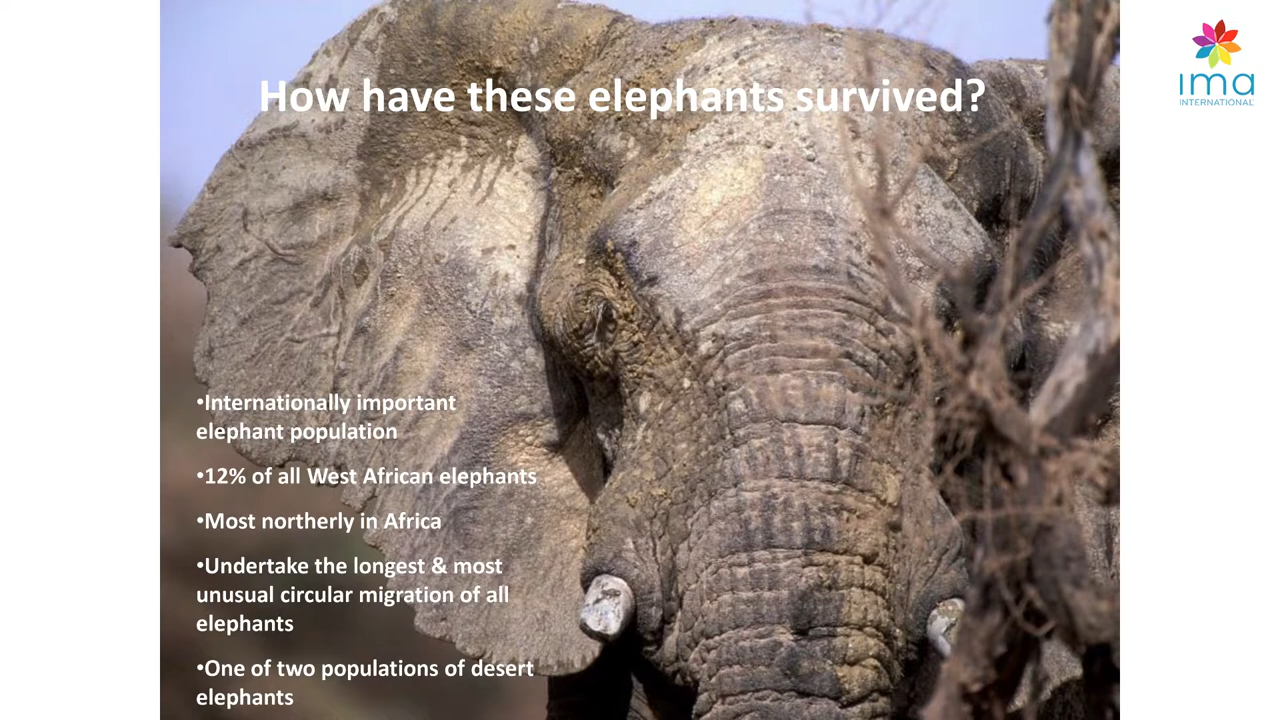 How have these elephants survived?
ima
INTERNATIONAL
•Internationally important
elephant population
•12% of all West African elephants
•Most northerly in Africa
•Undertake the longest & most
unusual circular migration of all
elephants
•One of two populations of desert
elephants